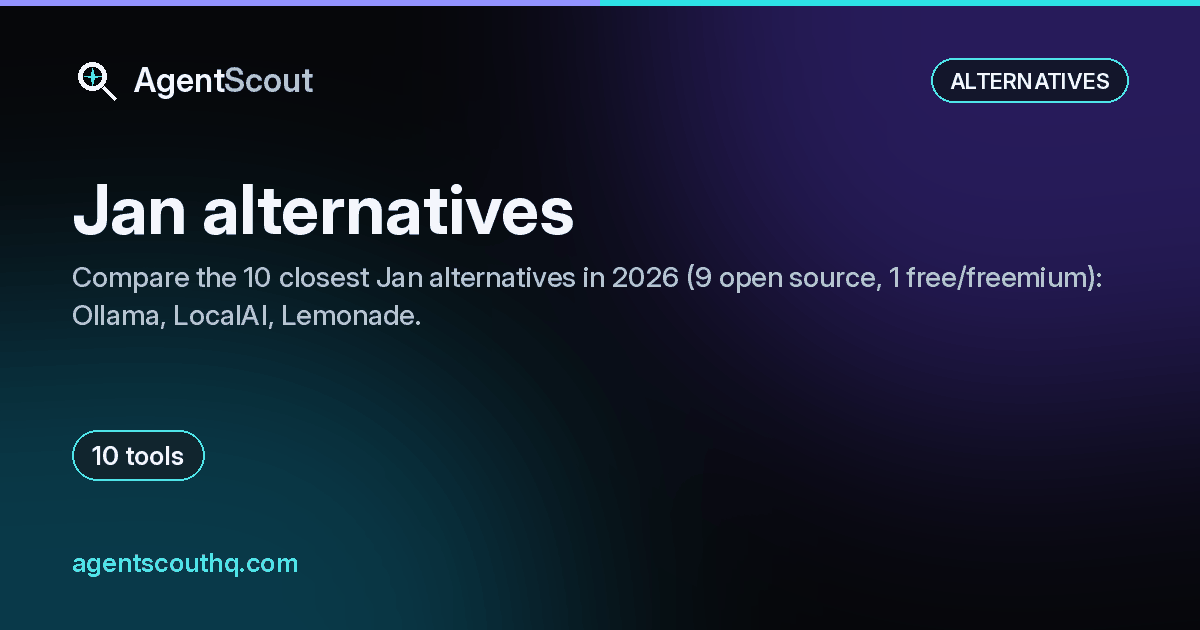 AgentScout
ALTERNATIVES
Jan alternatives
Compare the 10 closest Jan alternatives in 2026 (9 open source, 1 free/freemium):
Ollama, LocalAI, Lemonade.
10 tools
agentscouthq.com